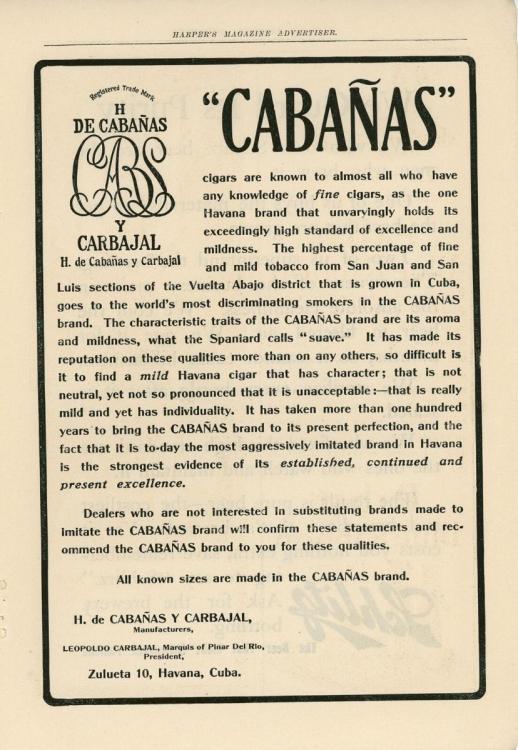 HARPER'S MAGAZINE ADVERTISER.
Registered Trade Mark
H
DE CABAÑAS
CABS
Y
CARBAJAL
H. de Cabañas y Carbajal
"CABAÑAS"
cigars are known to almost all who have
any knowledge of fine cigars, as the one
Havana brand that unvaryingly holds its
exceedingly high standard of excellence and
mildness. The highest percentage of fine
and mild tobacco from San Juan and San
Luis sections of the Vuelta Abajo district that is grown in Cuba,
goes to the world's most discriminating smokers in the CABAÑAS
brand. The characteristic traits of the CABAÑAS brand are its aroma
and mildness, what the Spaniard calls "suave." It has made its
reputation on these qualities more than on any others, so difficult is
it to find a mild Havana cigar that has character; that is not
neutral, yet not so pronounced that it is unacceptable:—that is really
mild and yet has individuality. It has taken more than one hundred
years to bring the CABAÑAS brand to its present perfection, and the
fact that it is to-day the most aggressively imitated brand in Havana
is the strongest evidence of its established, continued and
present excellence.
Dealers who are not interested in substituting brands made to
imitate the CABAÑAS brand will confirm these statements and rec-
ommend the CABAÑAS brand to you for these qualities.
All known sizes are made in the CABAÑAS brand.
H. de CABAÑAS Y CARBAJAL,
Manufacturers,
LEOPOLDO CARBAJAL, Marquis of Pinar Del Rio,
President,
Zulueta 10, Havana, Cuba.